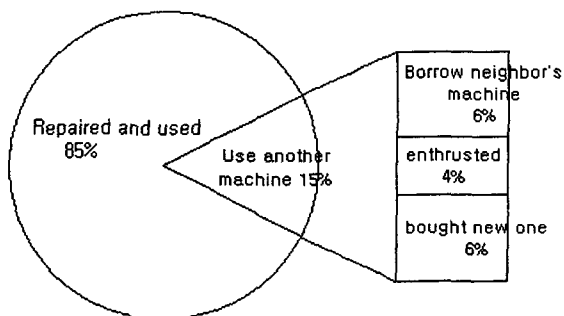 Repaired and used
85%
Use another
machine 15%
Borrow neighbor's
machine
6%
enthrusted
4%
bought new one
6%